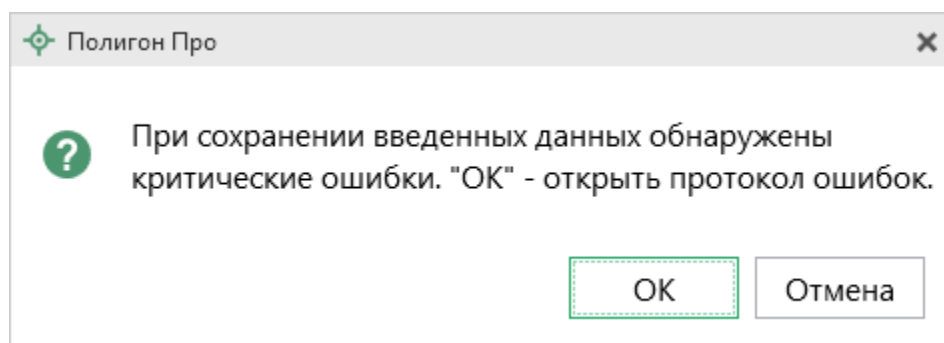 Полигон Про
При сохранении введенных данных обнаружены
критические ошибки. "ОК" - открыть протокол ошибок.
ОК
Отмена